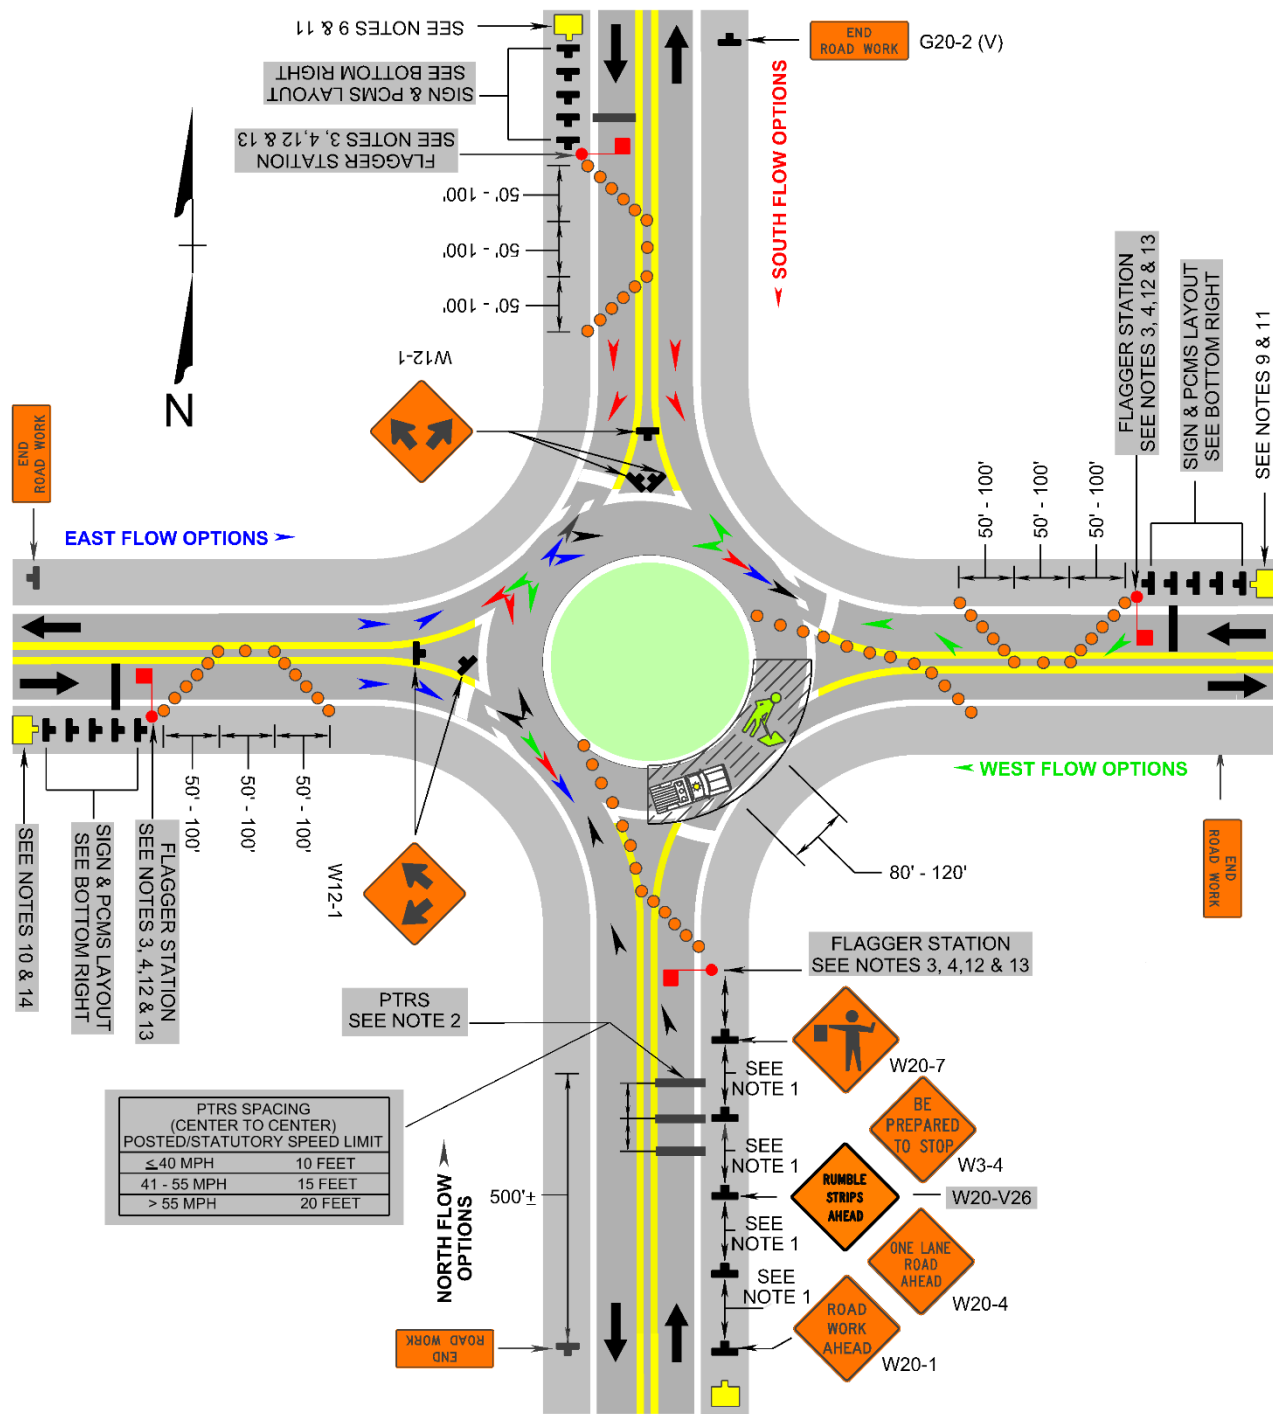 SEE NOTES 9 & 11
END
ROAD WORK
G20-2 (V)
SIGN & PCMS LAYOUT
SEE BOTTOM RIGHT
FLAGGER STATION
SEE NOTES 3, 4,12 & 13
50' - 100'
50' - 100'
50' - 100'
SOUTH FLOW OPTIONS
W12-1
N
END
ROAD WORK
EAST FLOW OPTIONS
FLAGGER STATION
SEE NOTES 3, 4,12 & 13
SIGN & PCMS LAYOUT
SEE BOTTOM RIGHT
SEE NOTES 9 & 11
50' - 100'
50' - 100'
50' - 100'
WEST FLOW OPTIONS
END
ROAD WORK
50' - 100'
50' - 100'
50' - 100'
SEE NOTES 10 & 14
SIGN & PCMS LAYOUT
SEE BOTTOM RIGHT
FLAGGER STATION
SEE NOTES 3, 4,12 & 13
W12-1
80' - 120'
FLAGGER STATION
SEE NOTES 3, 4,12 & 13
PTRS
SEE NOTE 2
PTRS SPACING
(CENTER TO CENTER)
POSTED/STATUTORY SPEED LIMIT
≤ 40 MPH 10 FEET
41 - 55 MPH 15 FEET
> 55 MPH 20 FEET
NORTH FLOW
OPTIONS
500'±
SEE
NOTE 1
W20-7
BE
PREPARED
TO STOP
W3-4
SEE
NOTE 1
RUMBLE
STRIPS
AHEAD
W20-V26
SEE
NOTE 1
ONE LANE
ROAD
AHEAD
W20-4
SEE
NOTE 1
ROAD
WORK
AHEAD
W20-1
END
ROAD WORK